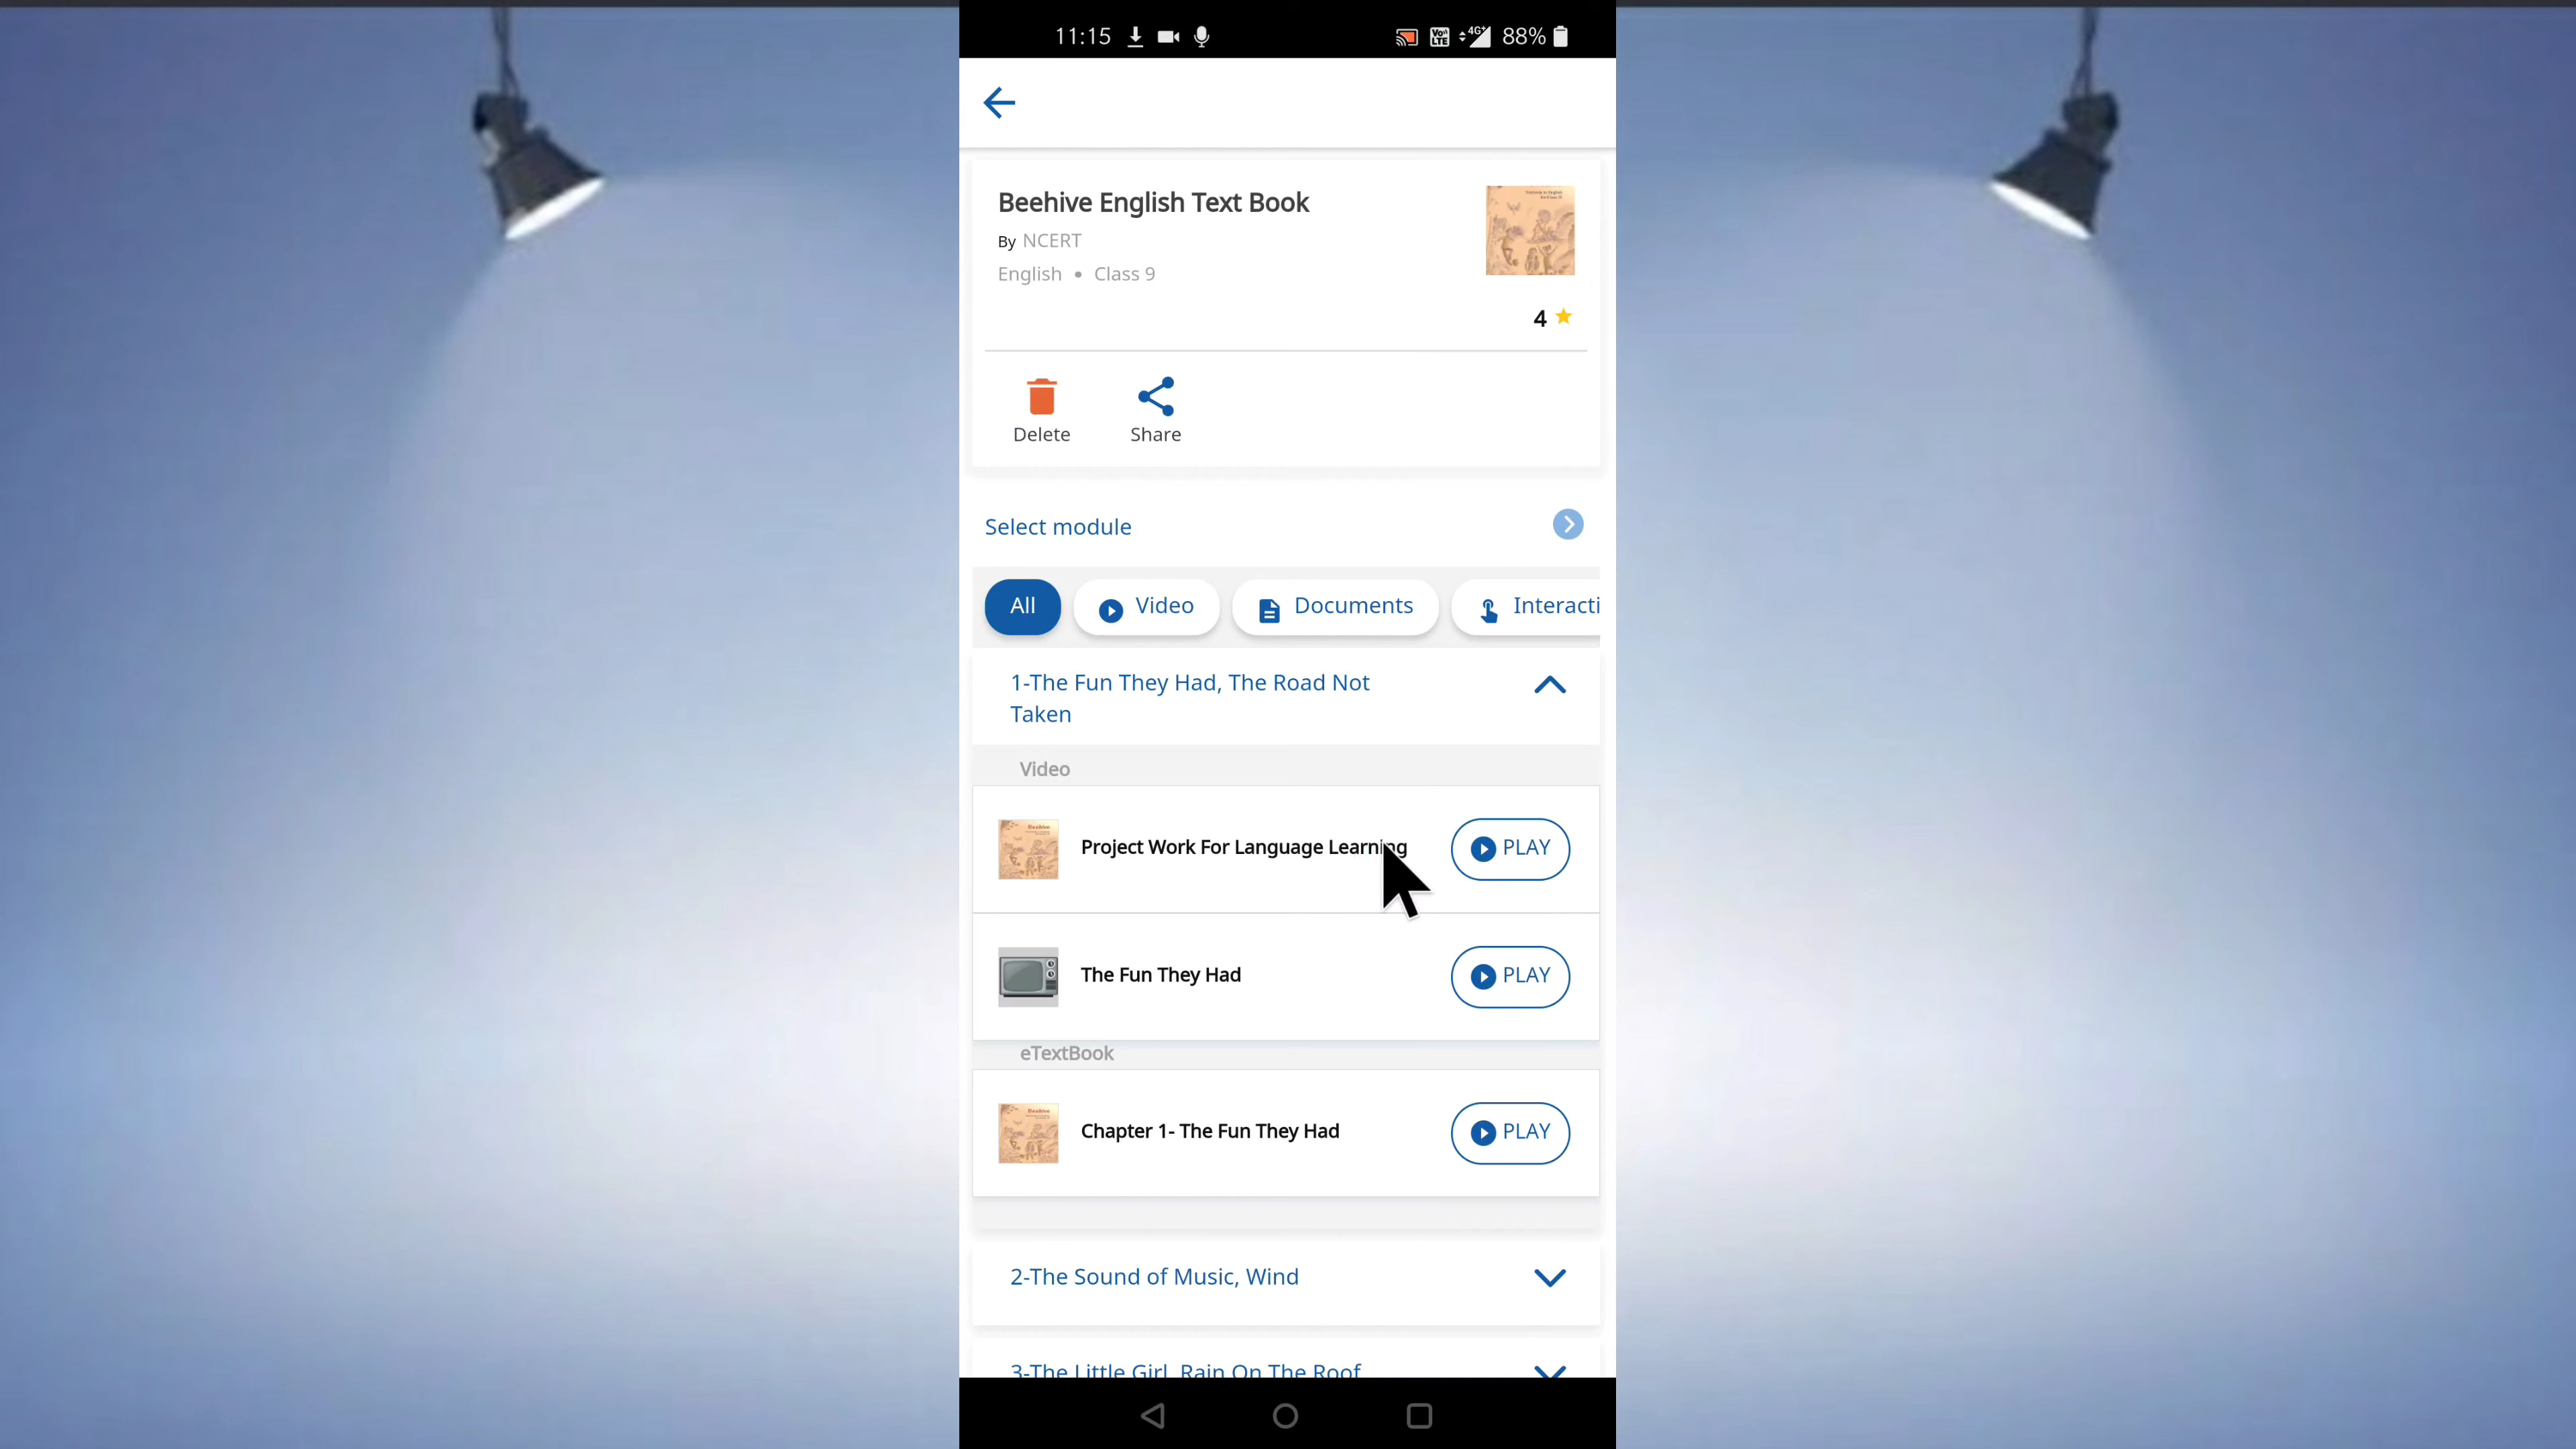 11:15 88%
Beehive English Text Book
By NCERT
English • Class 9
4
Delete Share
Select module
All Video Documents Interacti
1-The Fun They Had, The Road Not
Taken
Video
Project Work For Language Learning PLAY
The Fun They Had PLAY
eTextBook
Chapter 1- The Fun They Had PLAY
2-The Sound of Music, Wind
3-The Little Girl, Rain On The Roof